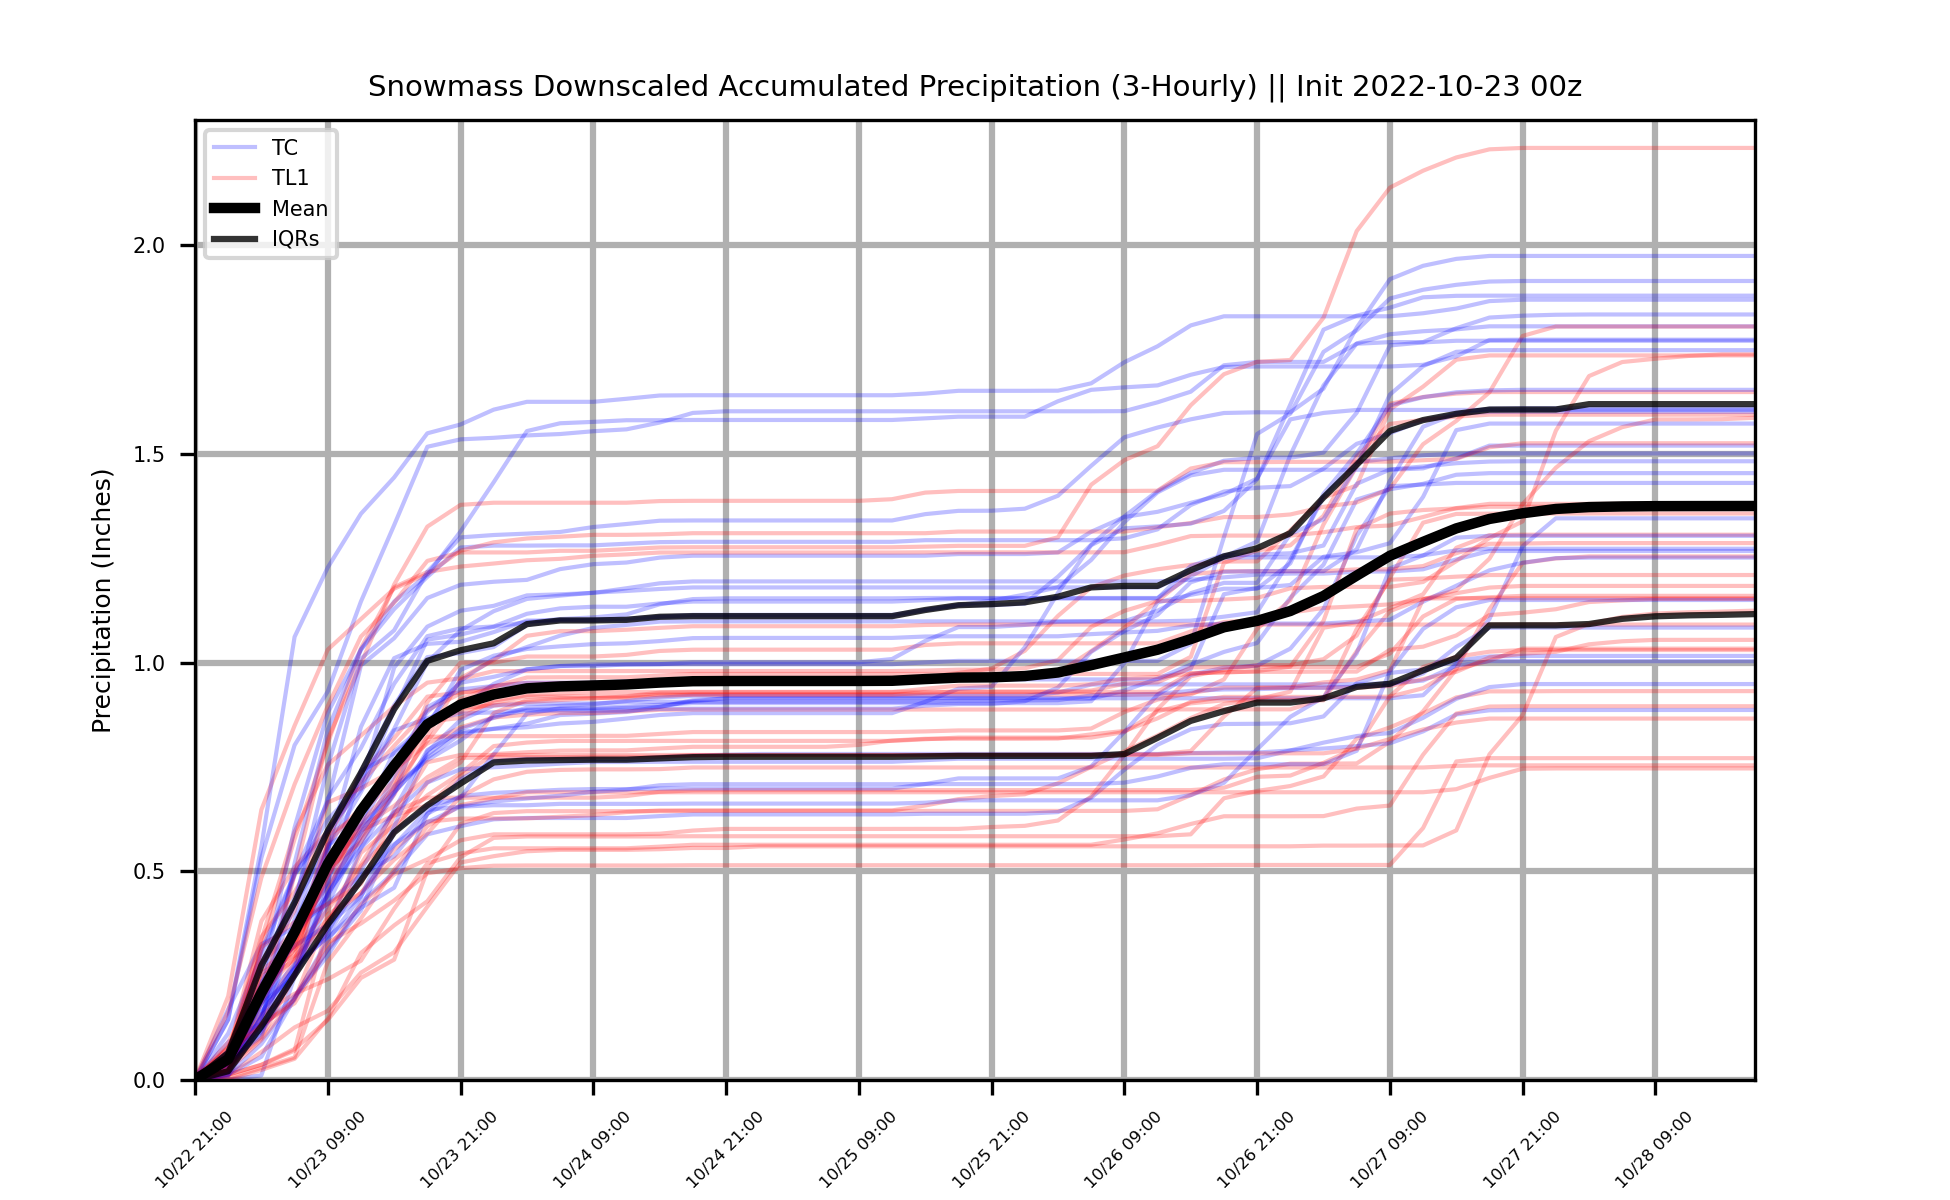 Snowmass Downscaled Accumulated Precipitation (3-Hourly) || Init 2022-10-23 00z
TC
TL1
Mean
IQRs
Precipitation (Inches)
2.0
1.5
1.0
0.5
0.0
10/22 21:00
10/23 09:00
10/23 21:00
10/24 09:00
10/24 21:00
10/25 09:00
10/25 21:00
10/26 09:00
10/26 21:00
10/27 09:00
10/27 21:00
10/28 09:00